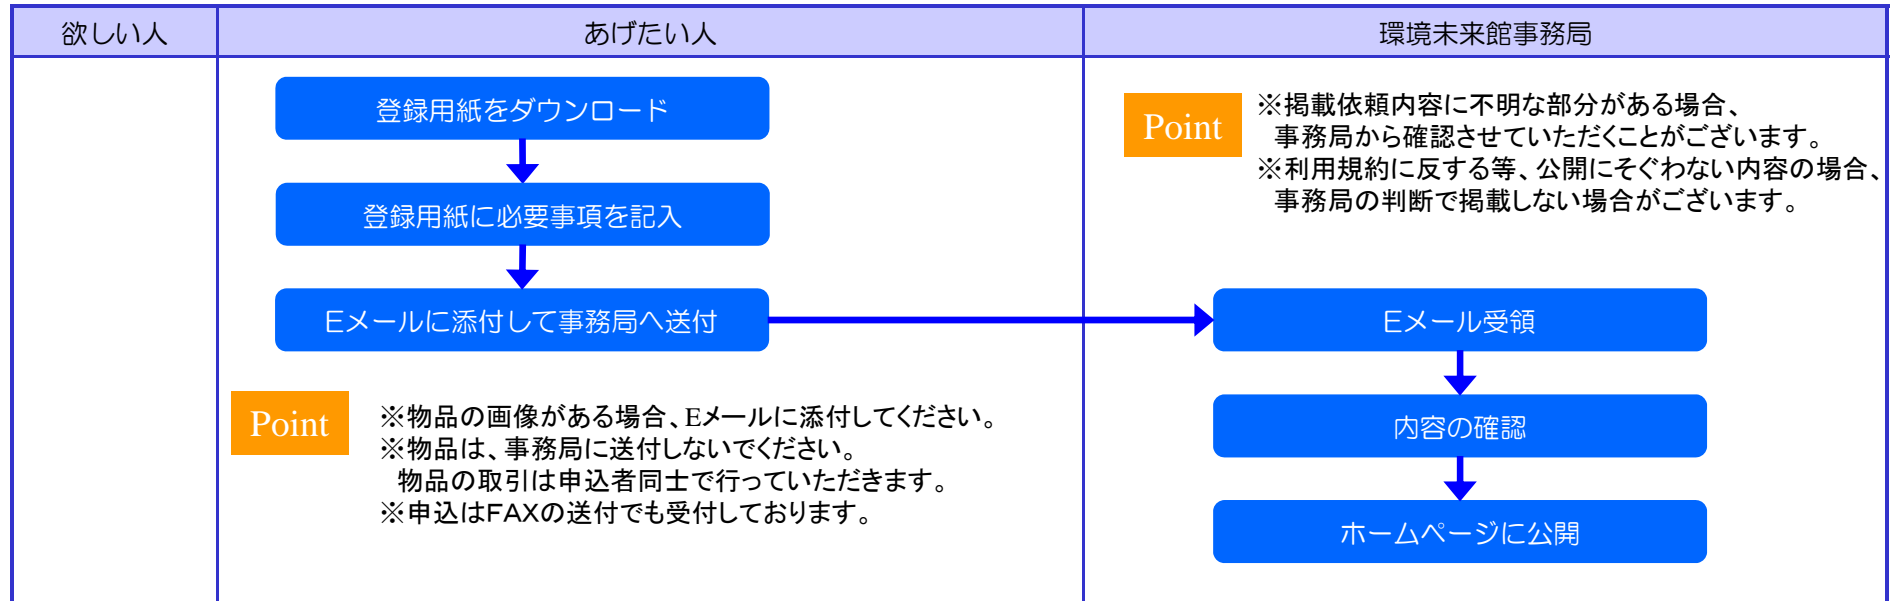 欲しい人
あげたい人
環境未来館事務局
登録用紙をダウンロード
登録用紙に必要事項を記入
Eメールに添付して事務局へ送付
Point
※物品の画像がある場合、Eメールに添付してください。
※物品は、事務局に送付しないでください。
物品の取引は申込者同士で行っていただきます。
※申込はFAXの送付でも受付しております。
Point
※掲載依頼内容に不明な部分がある場合、
事務局から確認させていただくことがございます。
※利用規約に反する等、公開にそぐわない内容の場合、
事務局の判断で掲載しない場合がございます。
Eメール受領
内容の確認
ホームページに公開